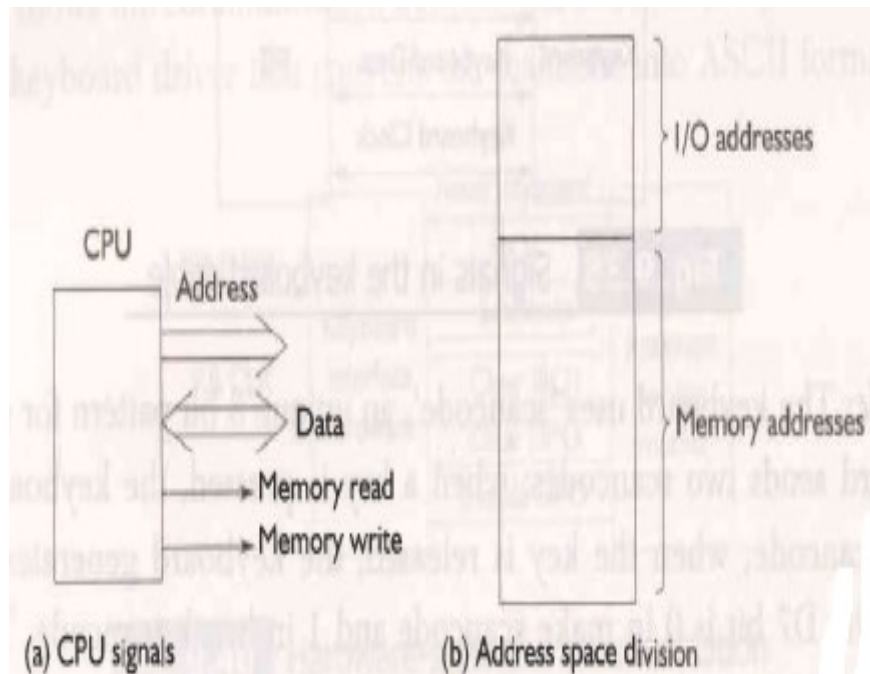 I/O addresses
CPU
Address
Data
Memory addresses
Memory read
Memory write
(a) CPU signals
(b) Address space division